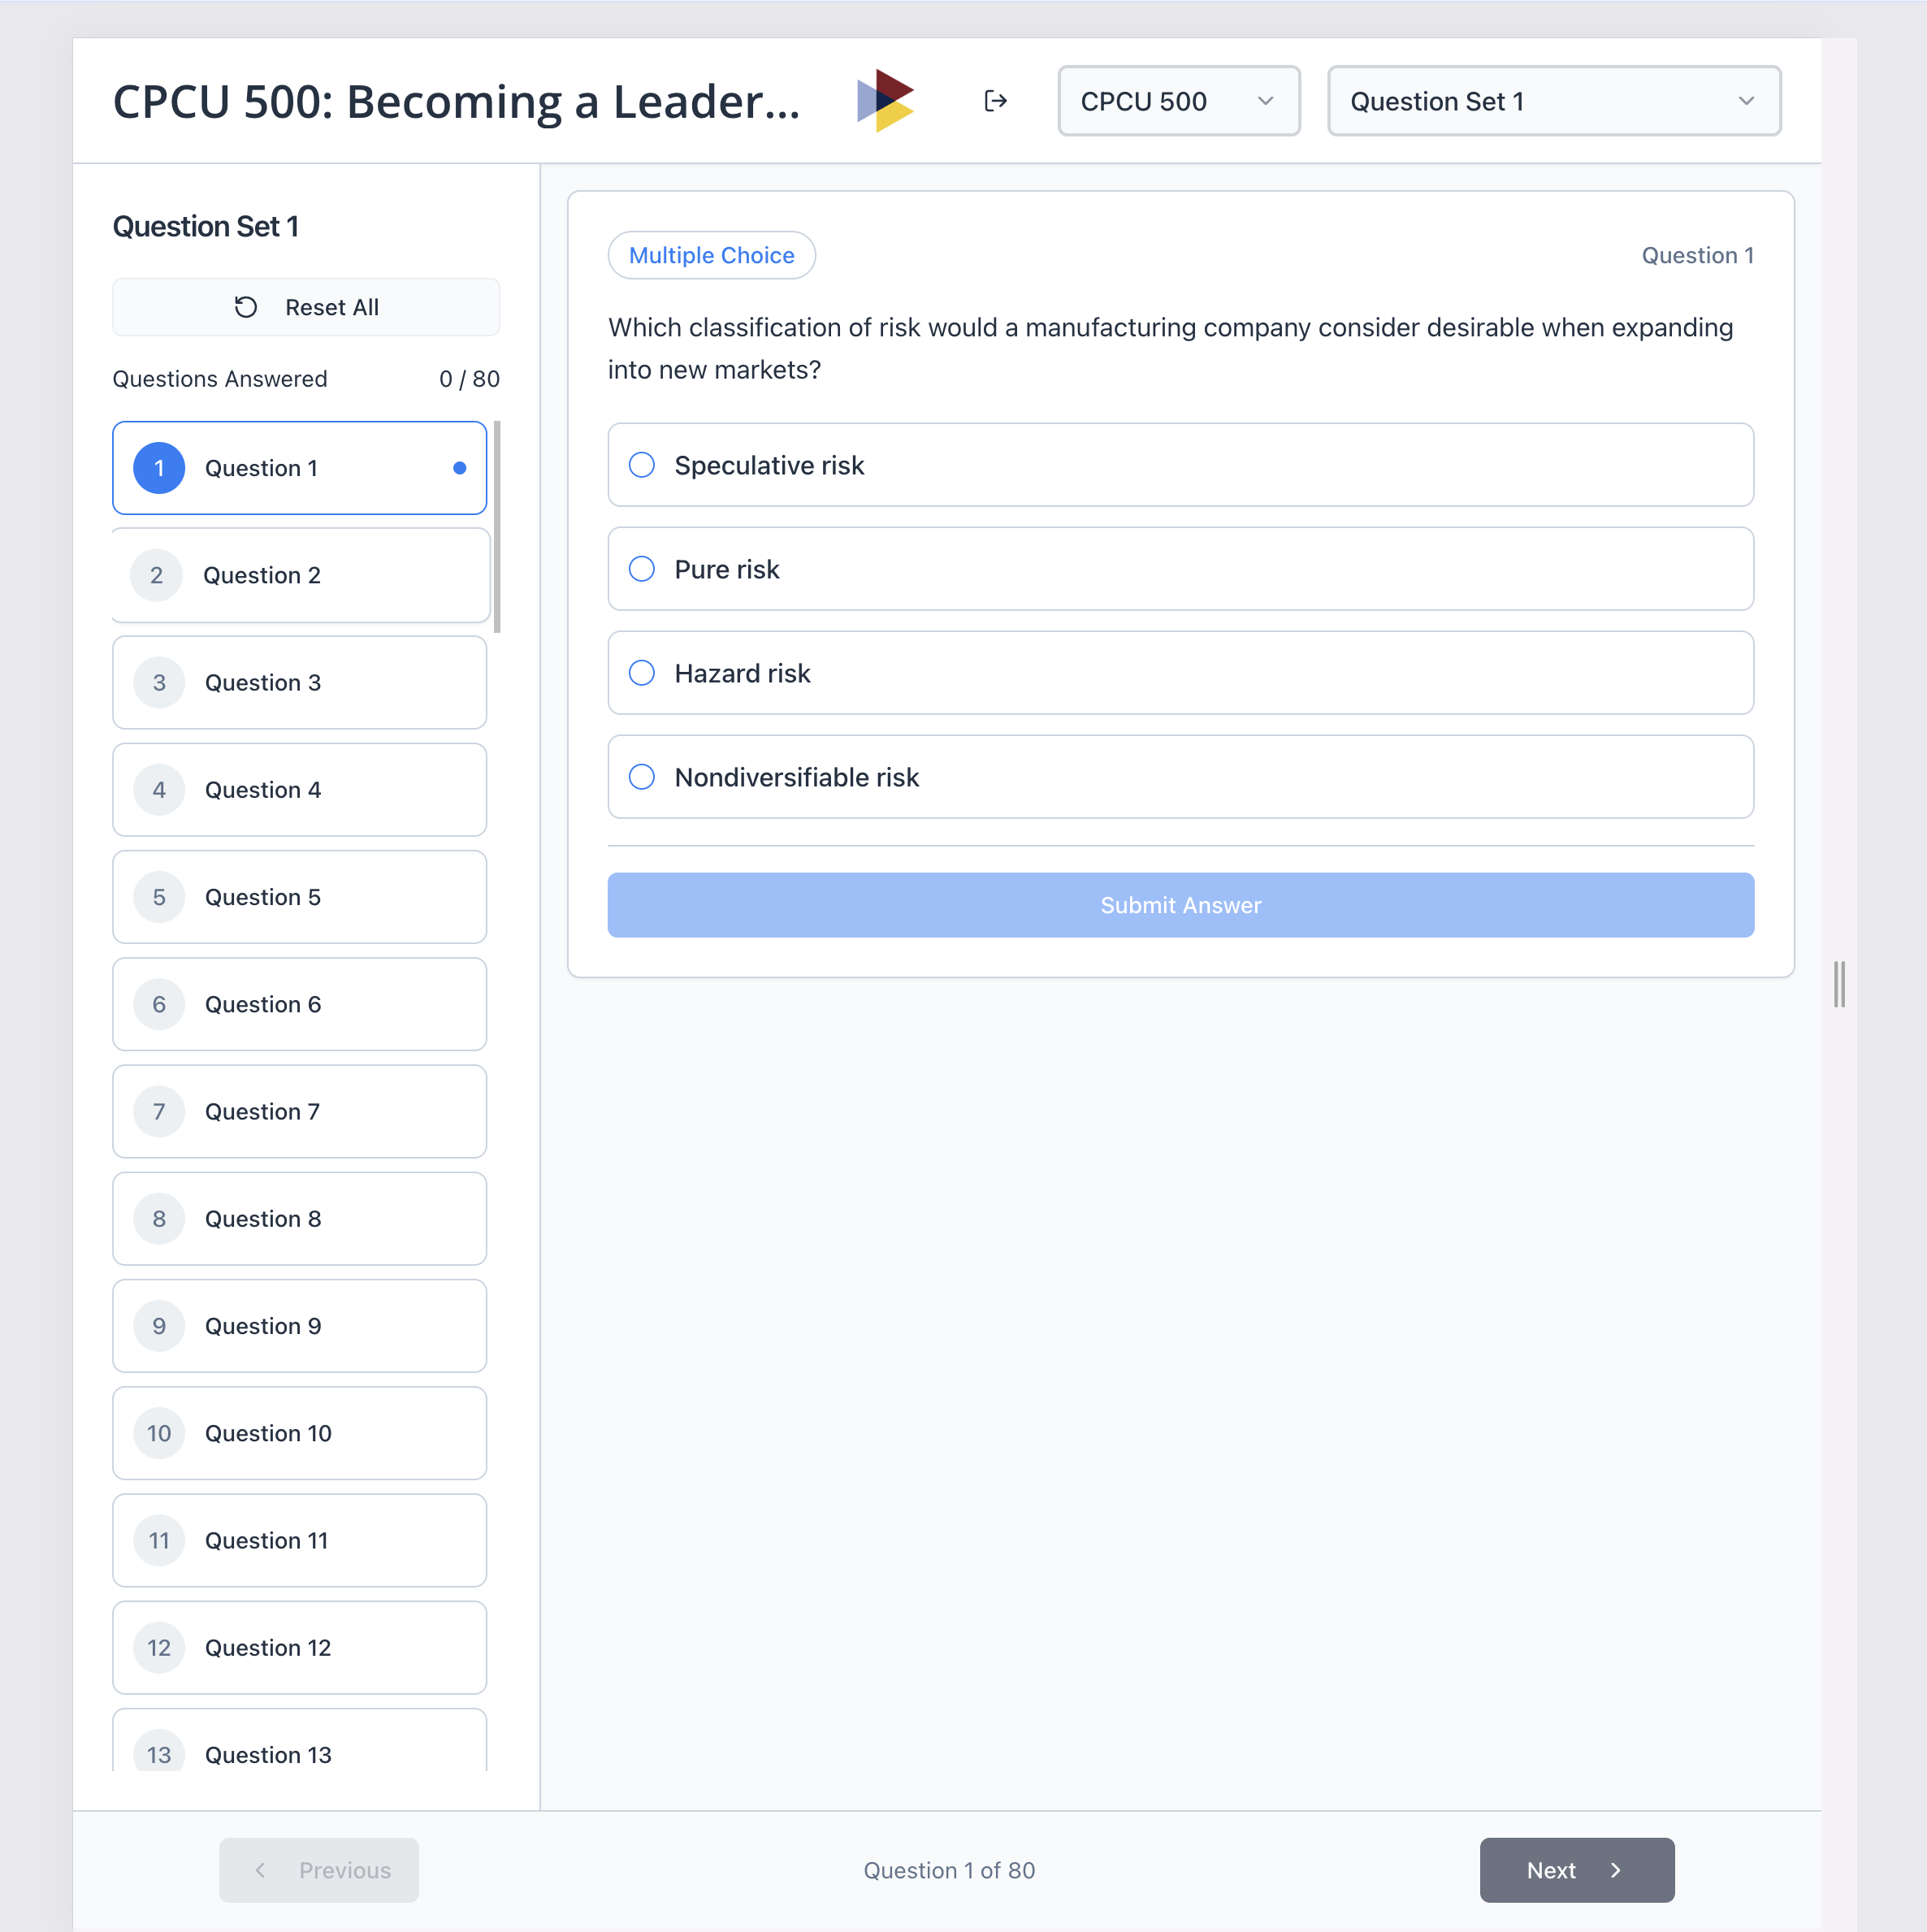 CPCU 500: Becoming a Leader...
CPCU 500
Question Set 1
Question Set 1
Reset All
Questions Answered 0 / 80
1 Question 1
2 Question 2
3 Question 3
4 Question 4
5 Question 5
6 Question 6
7 Question 7
8 Question 8
9 Question 9
10 Question 10
11 Question 11
12 Question 12
13 Question 13
Multiple Choice
Question 1
Which classification of risk would a manufacturing company consider desirable when expanding
into new markets?
Speculative risk
Pure risk
Hazard risk
Nondiversifiable risk
Submit Answer
Previous
Question 1 of 80
Next